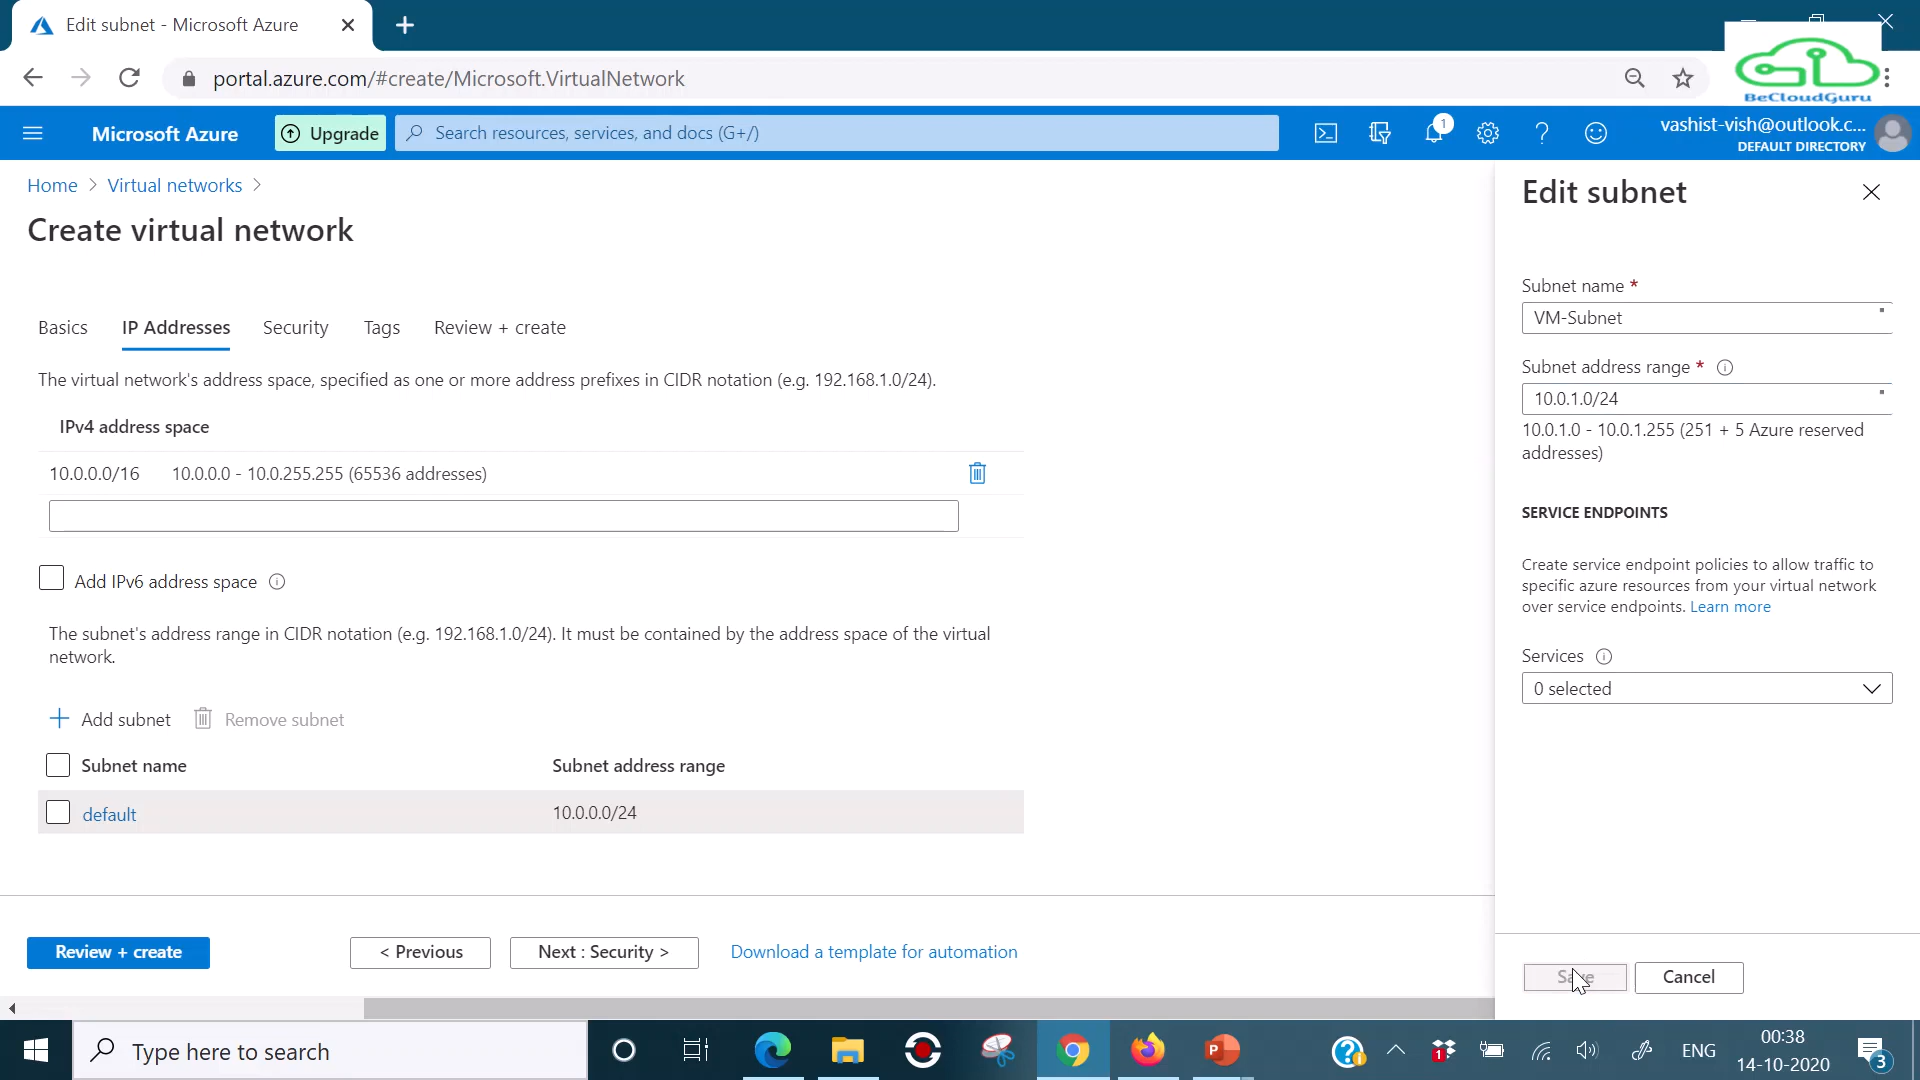 Edit subnet - Microsoft Azure
portal.azure.com/#create/Microsoft.VirtualNetwork
BeCloudGuru
Microsoft Azure
Upgrade
Search resources, services, and docs (G+/)
1
vashist-vish@outlook.c...
DEFAULT DIRECTORY
Home > Virtual networks >
Create virtual network
Basics IP Addresses Security Tags Review + create
The virtual network's address space, specified as one or more address prefixes in CIDR notation (e.g. 192.168.1.0/24).
IPv4 address space
10.0.0.0/16 10.0.0.0 - 10.0.255.255 (65536 addresses)
Add IPv6 address space
The subnet's address range in CIDR notation (e.g. 192.168.1.0/24). It must be contained by the address space of the virtual
network.
Add subnet Remove subnet
Subnet name Subnet address range
default 10.0.0.0/24
Review + create < Previous Next : Security > Download a template for automation
Edit subnet
Subnet name *
VM-Subnet
Subnet address range *
10.0.1.0/24
10.0.1.0 - 10.0.1.255 (251 + 5 Azure reserved
addresses)
SERVICE ENDPOINTS
Create service endpoint policies to allow traffic to
specific azure resources from your virtual network
over service endpoints. Learn more
Services
0 selected
Save Cancel
Type here to search
1
ENG
00:38
14-10-2020
3